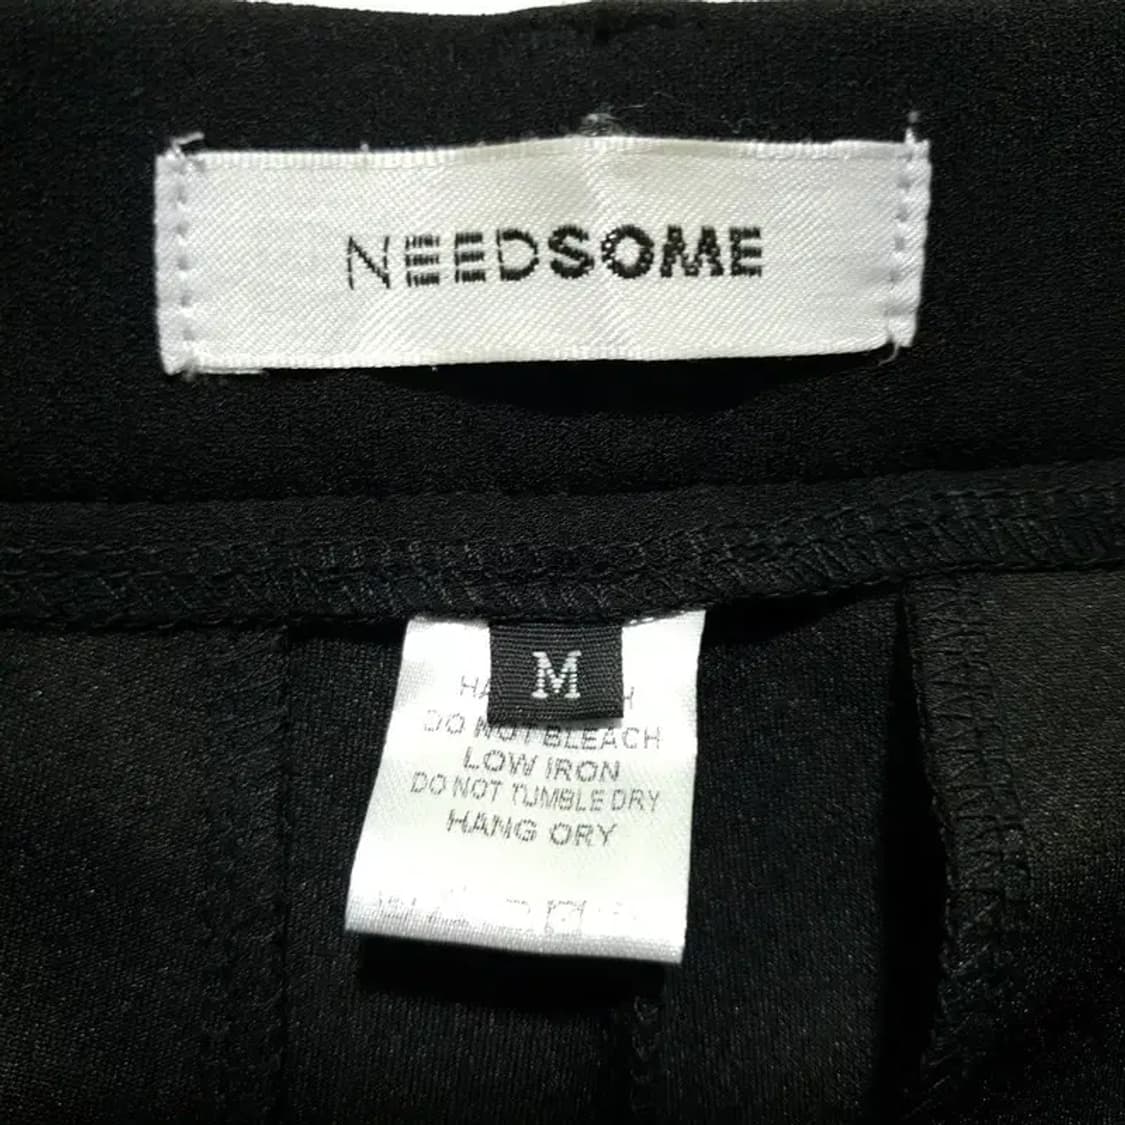 NEEDSOME
M
DO NOT BLEACH
LOW IRON
DO NOT TUMBLE DRY
HANG DRY